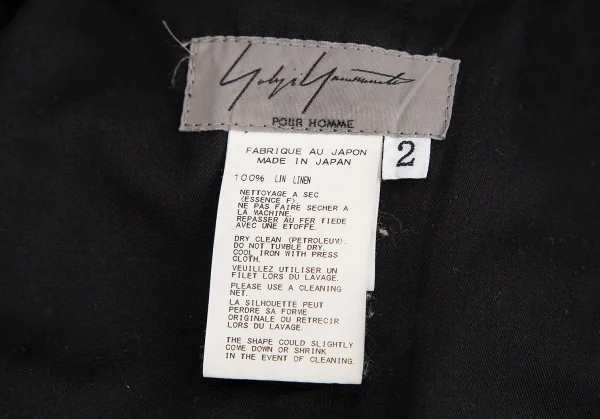 Yohji Yamamoto
POUR HOMME
2
FABRIQUE AU JAPON
MADE IN JAPAN
100% LIN LINEN
NETTOYAGE A SEC
(ESSENCE F).
NE PAS FAIRE SECHER A
LA MACHINE.
REPASSER AU FER TIEDE
AVEC UNE ETOFFE.
DRY CLEAN (PETROLEUM).
DO NOT TUMBLE DRY.
COOL IRON WITH PRESS
CLOTH.
VEUILLEZ UTILISER UN
FILET LORS DU LAVAGE.
PLEASE USE A CLEANING
NET.
LA SILHOUETTE PEUT
PERDRE SA FORME
ORIGINALE OU RETRECIR
LORS DU LAVAGE.
THE SHAPE COULD SLIGHTLY
COME DOWN OR SHRINK
IN THE EVENT OF CLEANING.